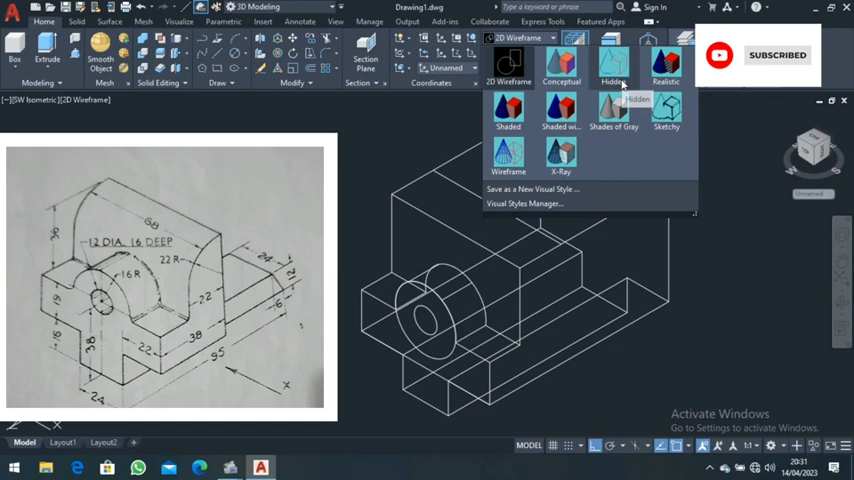 3D Modeling
Drawing1.dwg
Type a keyword or phrase
Sign In
Home Solid Surface Mesh Visualize Parametric Insert Annotate View Manage Output Add-ins Collaborate Express Tools Featured Apps
2D Wireframe
SUBSCRIBED
Box Extrude
Smooth
Object
Section
Plane
Unnamed
Modeling Mesh Solid Editing Draw Modify Section Coordinates
2D Wireframe Conceptual Hidden Realistic
Hidden
Shaded Shaded wi... Shades of Gray Sketchy
Wireframe X-Ray
Save as a New Visual Style ...
Visual Styles Manager...
[−][SW Isometric][2D Wireframe]
Unnamed
68
36
12 DIA. 16 DEEP
22 R
16 R
24
12
19
22
6
16
38
38
22
95
24
X
X
Activate Windows
Go to Settings to activate Windows.
Model Layout1 Layout2
MODEL
1:1
20:31
14/04/2023